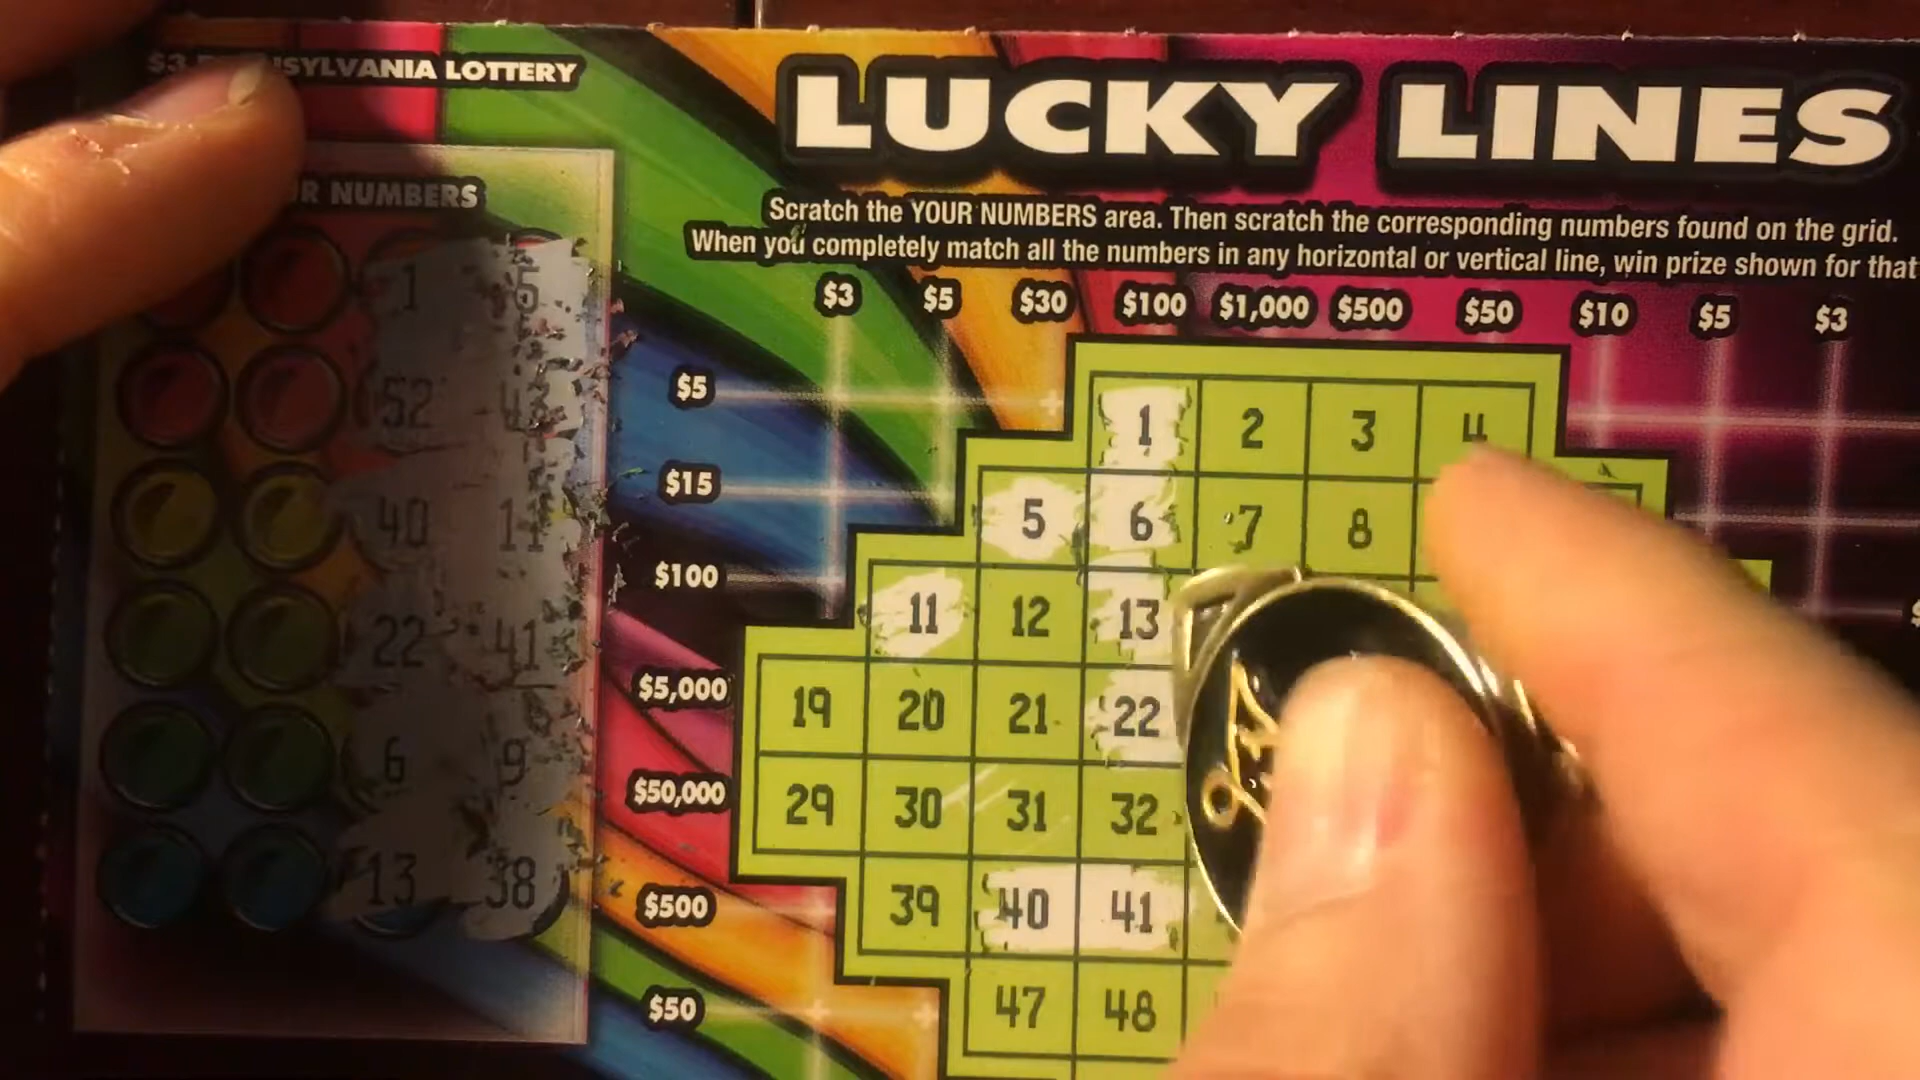 LOTTERY
LUCKY LINES
NUMBERS
Scratch the YOUR NUMBERS area. Then scratch the corresponding numbers found on the grid.
When you completely match all the numbers in any horizontal or vertical line, win prize shown for that
$3 $5 $30 $100 $1,000 $500 $50 $10 $5 $3
1 5
52
40
22 41
6 9
13 38
$5 1 2 3 4
$15 5 6 7 8
$100 11 12 13
$5,000 19 20 21 22
$50,000 29 30 31 32
$500 39 40 41
$50 47 48